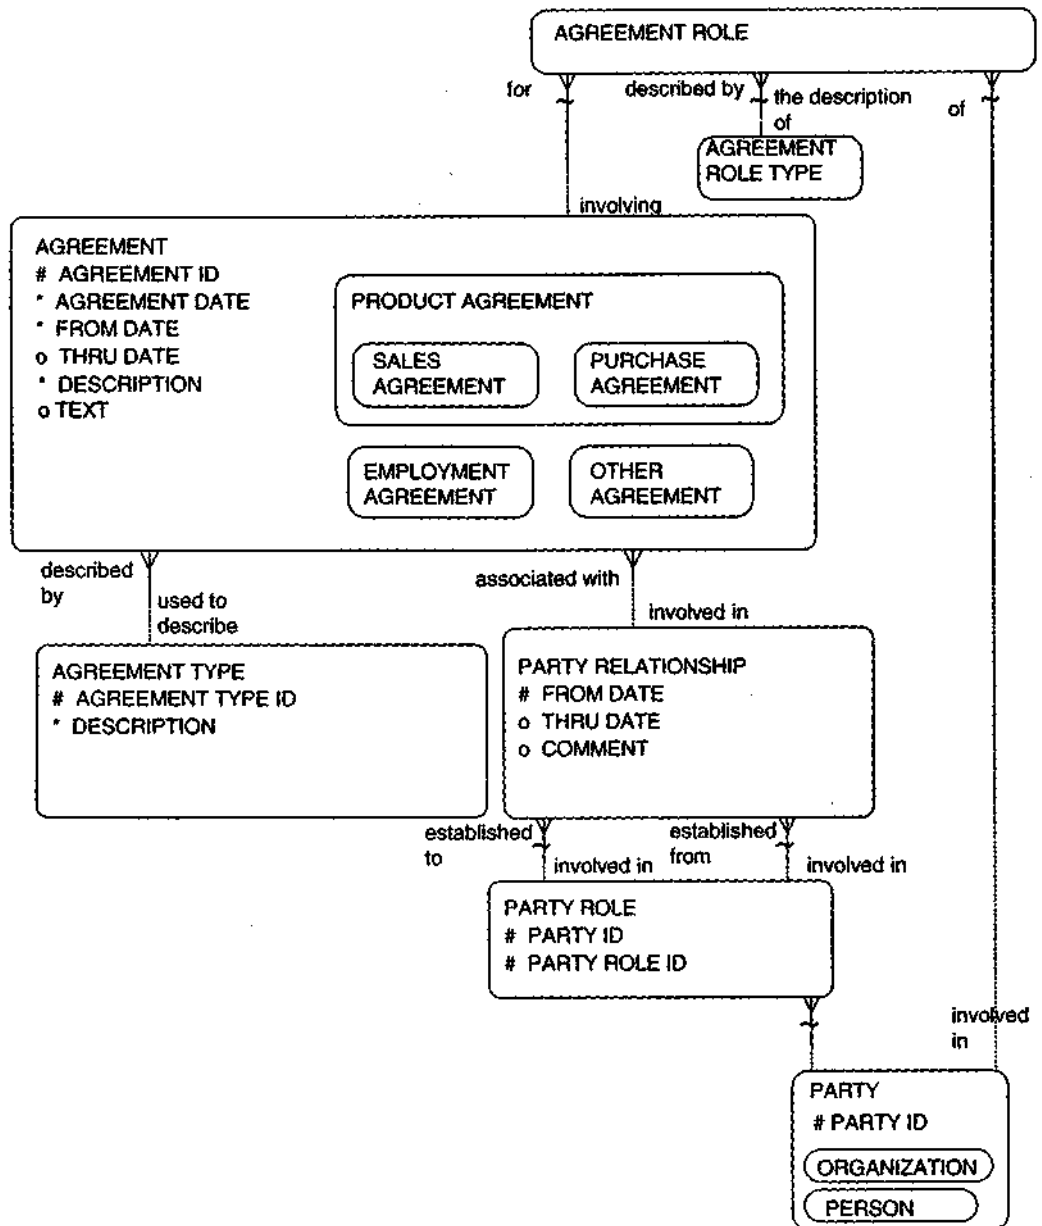 AGREEMENT ROLE
for
described by
the description
of
of
AGREEMENT
ROLE TYPE
involving
AGREEMENT
# AGREEMENT ID
* AGREEMENT DATE
* FROM DATE
o THRU DATE
* DESCRIPTION
o TEXT
PRODUCT AGREEMENT
SALES
AGREEMENT
PURCHASE
AGREEMENT
EMPLOYMENT
AGREEMENT
OTHER
AGREEMENT
described
by
used to
describe
associated with
involved in
AGREEMENT TYPE
# AGREEMENT TYPE ID
* DESCRIPTION
PARTY RELATIONSHIP
# FROM DATE
o THRU DATE
o COMMENT
established
to
involved in
established
from
involved in
PARTY ROLE
# PARTY ID
# PARTY ROLE ID
involved
in
PARTY
# PARTY ID
ORGANIZATION
PERSON